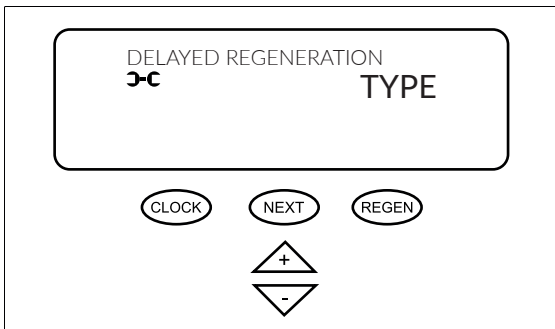 DELAYED REGENERATION
TYPE
CLOCK NEXT REGEN
+
-